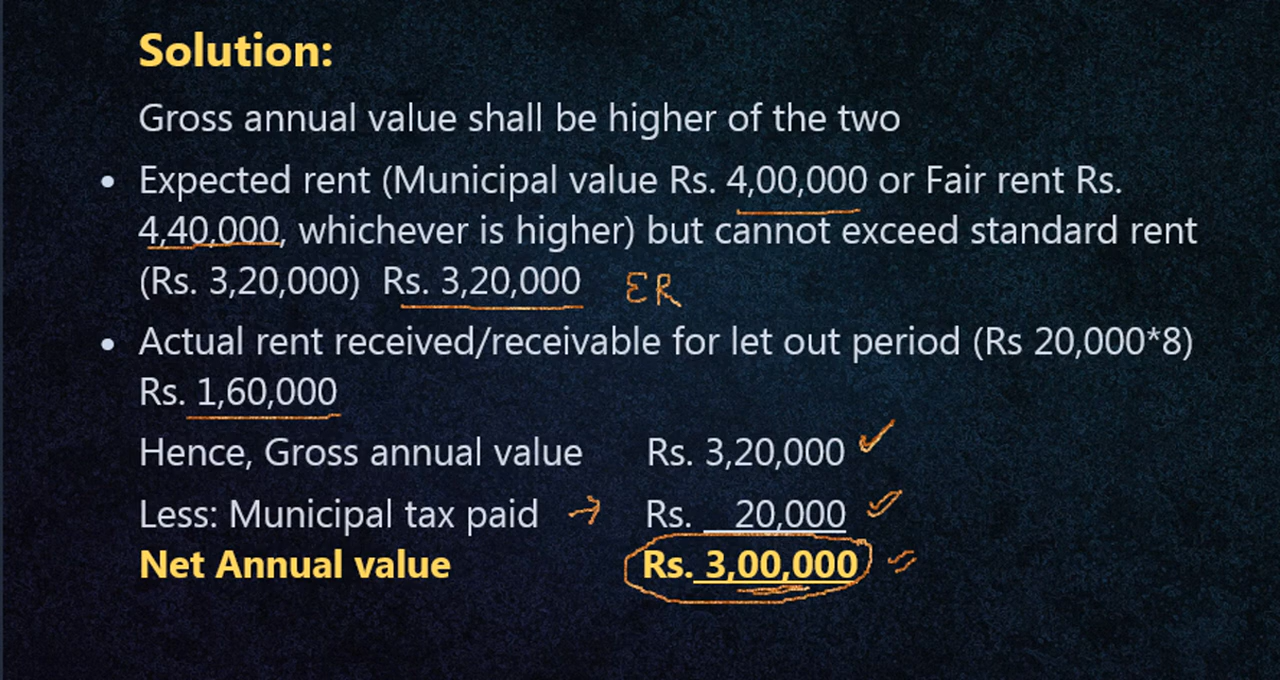 Solution:
Gross annual value shall be higher of the two
• Expected rent (Municipal value Rs. 4,00,000 or Fair rent Rs.
4,40,000, whichever is higher) but cannot exceed standard rent
(Rs. 3,20,000) Rs. 3,20,000 ER
• Actual rent received/receivable for let out period (Rs 20,000*8)
Rs. 1,60,000
Hence, Gross annual value Rs. 3,20,000
Less: Municipal tax paid → Rs. 20,000
Net Annual value Rs. 3,00,000